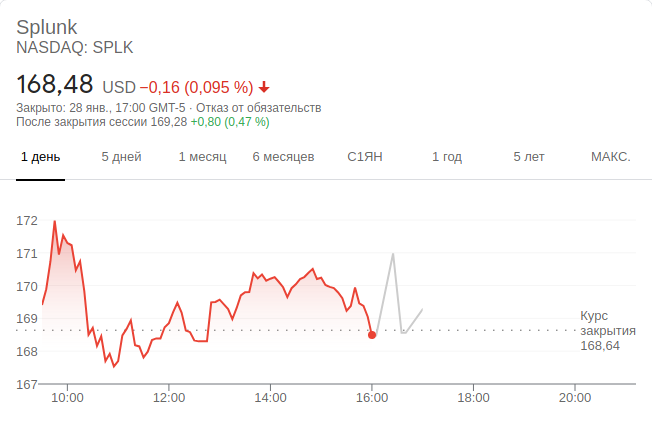 Splunk
NASDAQ: SPLK
168,48 USD −0,16 (0,095 %)
Закрыто: 28 янв., 17:00 GMT-5 · Отказ от обязательств
После закрытия сессии 169,28 +0,80 (0,47 %)
1 день 5 дней 1 месяц 6 месяцев С1ЯН 1 год 5 лет МАКС.
172
171
170
169
168
167
Курс
закрытия
168,64
10:00 12:00 14:00 16:00 18:00 20:00